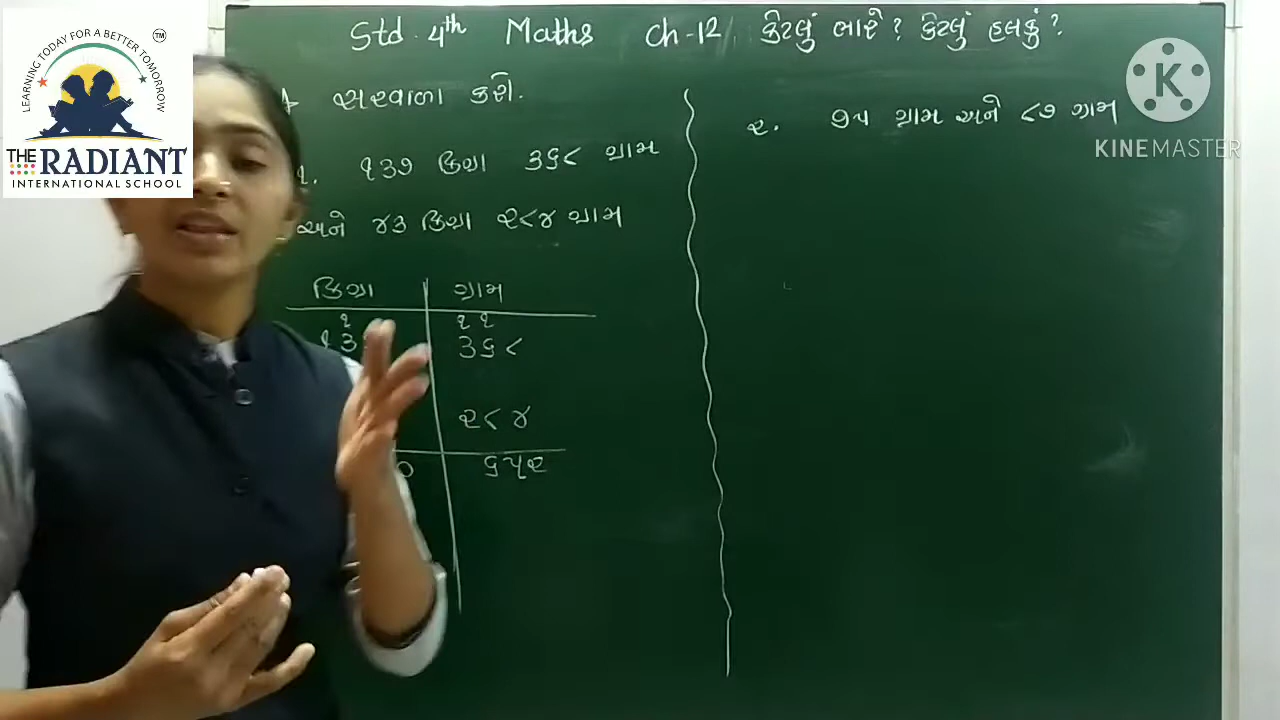 LEARNING TODAY FOR A BETTER TOMORROW
TM
THE RADIANT
INTERNATIONAL SCHOOL
Std. 4th Maths Ch-12 કેટલું ભારે? કેટલું હલકું?
સરવાળા કરો.
૧. ૧૩૭ કિગ્રા ૩૬૮ ગ્રામ
અને ૪૩ કિગ્રા ૨૮૪ ગ્રામ
કિગ્રા ગ્રામ
૧ ૧ ૧
૧૩ ૩૬૮
૨૮૪
૦ ૬૫૨
૨. ૭૫ ગ્રામ અને ૮૭ ગ્રામ
K
KINEMASTER